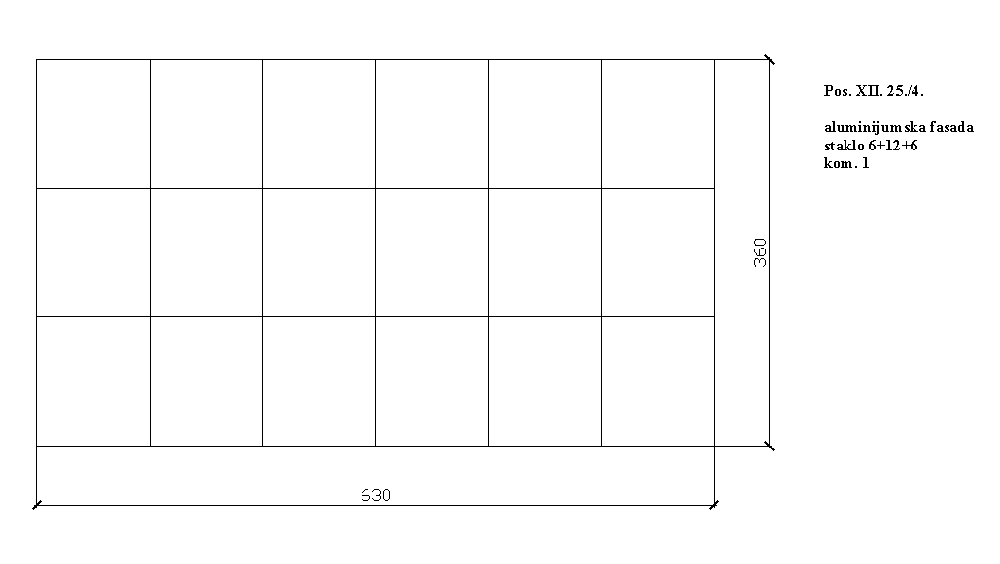 Pos. XII. 25./4.
aluminijumska fasada
staklo 6+12+6
kom. 1
360
630